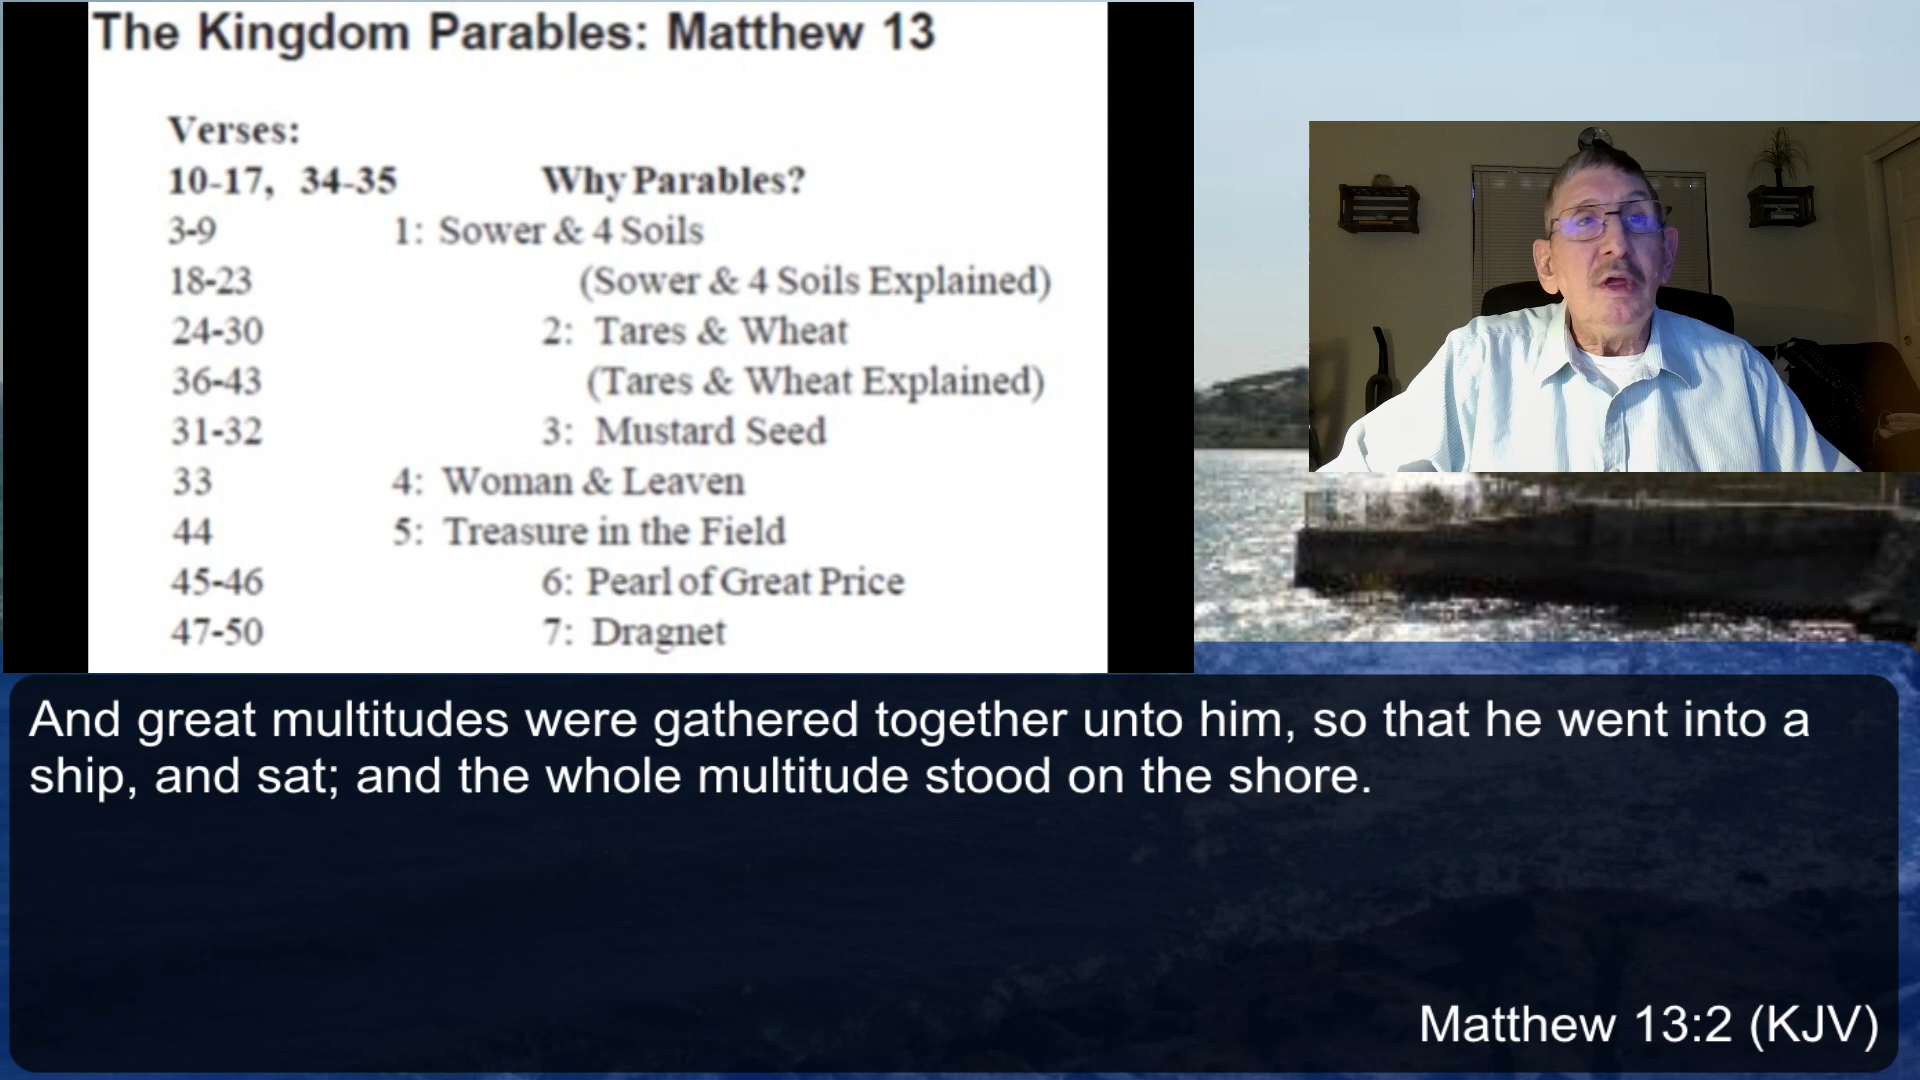 The Kingdom Parables: Matthew 13
Verses:
10-17, 34-35 Why Parables?
3-9 1: Sower & 4 Soils
18-23 (Sower & 4 Soils Explained)
24-30 2: Tares & Wheat
36-43 (Tares & Wheat Explained)
31-32 3: Mustard Seed
33 4: Woman & Leaven
44 5: Treasure in the Field
45-46 6: Pearl of Great Price
47-50 7: Dragnet
And great multitudes were gathered together unto him, so that he went into a
ship, and sat; and the whole multitude stood on the shore.
Matthew 13:2 (KJV)